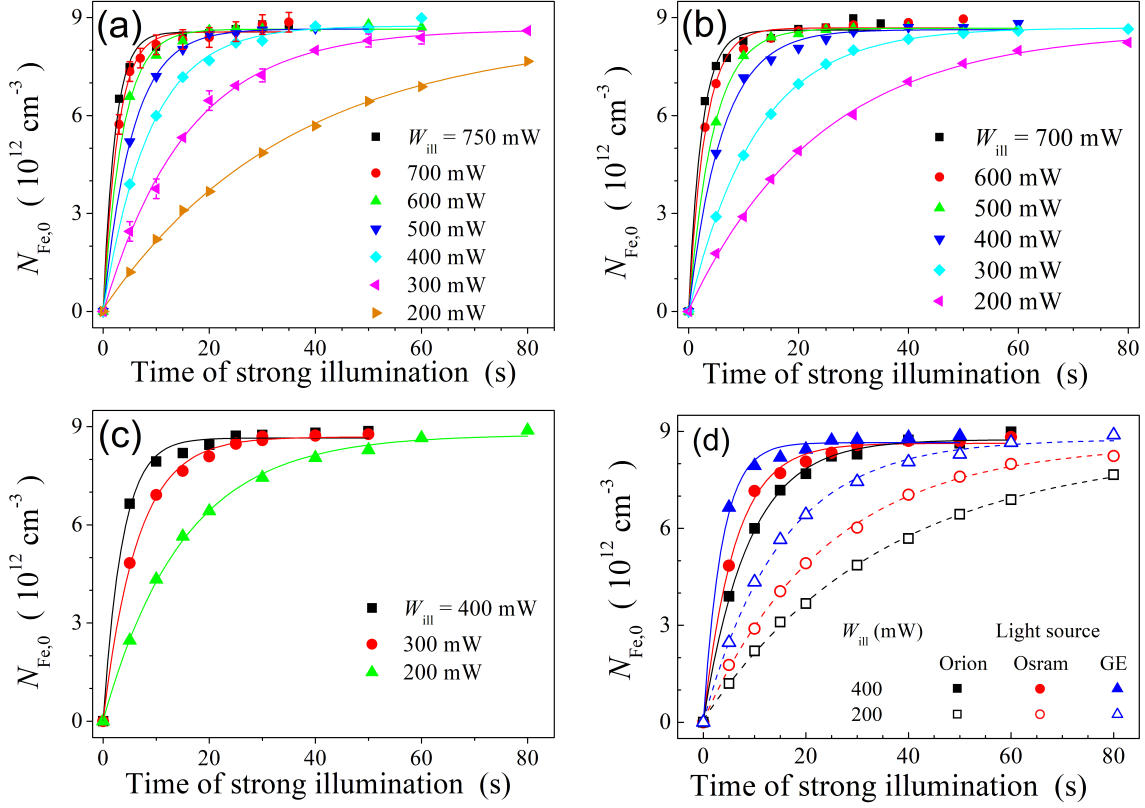 (a)
9
6
3
0
N_Fe,0 ( 10^12 cm^-3)
W_ill = 750 mW
700 mW
600 mW
500 mW
400 mW
300 mW
200 mW
0 20 40 60 80
Time of strong illumination (s)
(b)
9
6
3
0
N_Fe,0 ( 10^12 cm^-3)
W_ill = 700 mW
600 mW
500 mW
400 mW
300 mW
200 mW
0 20 40 60 80
Time of strong illumination (s)
(c)
9
6
3
0
N_Fe,0 ( 10^12 cm^-3)
W_ill = 400 mW
300 mW
200 mW
0 20 40 60 80
Time of strong illumination (s)
(d)
9
6
3
0
N_Fe,0 ( 10^12 cm^-3)
W_ill (mW) Light source
Orion Osram GE
400
200
0 20 40 60 80
Time of strong illumination (s)